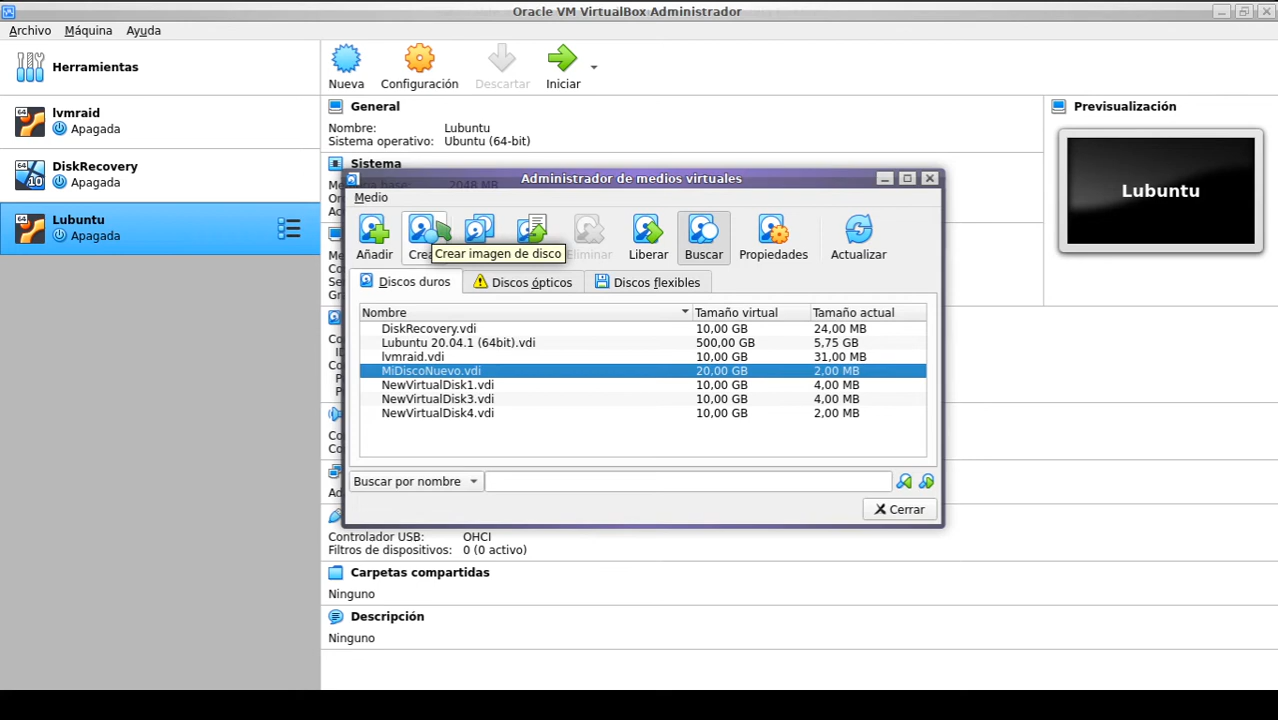 Oracle VM VirtualBox Administrador
Archivo Máquina Ayuda
Herramientas
lvmraid
Apagada
DiskRecovery
Apagada
Lubuntu
Apagada
Nueva Configuración Descartar Iniciar
General
Nombre: Lubuntu
Sistema operativo: Ubuntu (64-bit)
Sistema
2048 MB
Previsualización
Lubuntu
Administrador de medios virtuales
Medio
Añadir Eliminar Liberar Buscar Propiedades Actualizar
Crear imagen de disco
Discos duros Discos ópticos Discos flexibles
Nombre Tamaño virtual Tamaño actual
DiskRecovery.vdi 10,00 GB 24,00 MB
Lubuntu 20.04.1 (64bit).vdi 500,00 GB 5,75 GB
lvmraid.vdi 10,00 GB 31,00 MB
MiDiscoNuevo.vdi 20,00 GB 2,00 MB
NewVirtualDisk1.vdi 10,00 GB 4,00 MB
NewVirtualDisk3.vdi 10,00 GB 4,00 MB
NewVirtualDisk4.vdi 10,00 GB 2,00 MB
Buscar por nombre
Cerrar
Controlador USB: OHCI
Filtros de dispositivos: 0 (0 activo)
Carpetas compartidas
Ninguno
Descripción
Ninguno